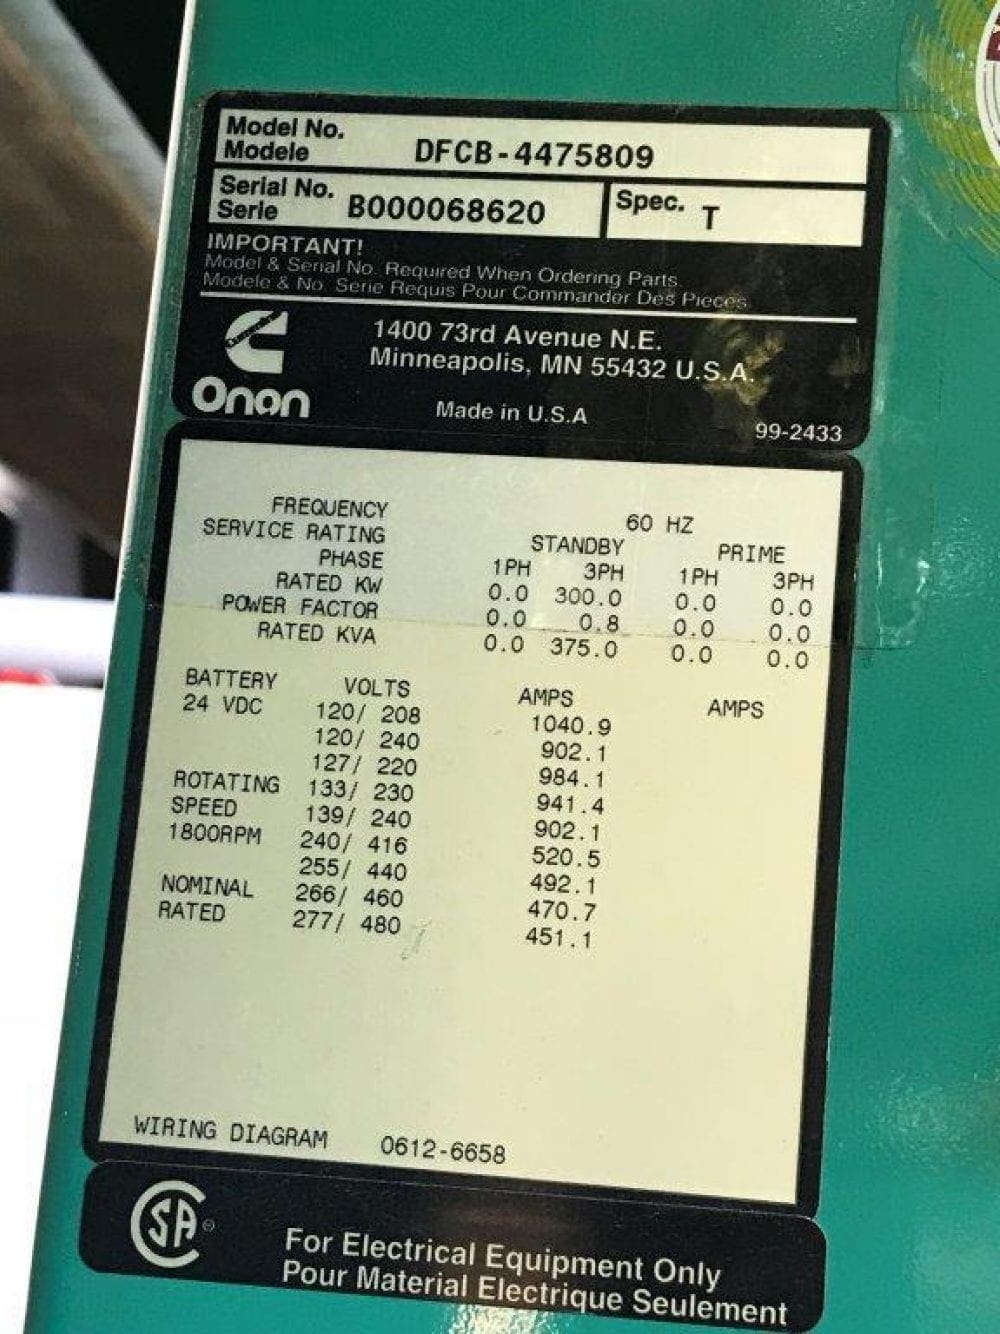 Model No.
Modele
DFCB-4475809
Serial No.
Serie
B000068620
Spec. T
IMPORTANT!
Model & Serial No. Required When Ordering Parts
Modele & No. Serie Requis Pour Commander Des Pieces
1400 73rd Avenue N.E.
Minneapolis, MN 55432 U.S.A.
Onan
Made in U.S.A
99-2433
FREQUENCY 60 HZ
SERVICE RATING STANDBY PRIME
PHASE 1PH 3PH 1PH 3PH
RATED KW 0.0 300.0 0.0 0.0
POWER FACTOR 0.0 0.8 0.0 0.0
RATED KVA 0.0 375.0 0.0 0.0
BATTERY VOLTS AMPS AMPS
24 VDC 120/ 208 1040.9
120/ 240 902.1
127/ 220 984.1
ROTATING 133/ 230 941.4
SPEED 139/ 240 902.1
1800RPM 240/ 416 520.5
255/ 440 492.1
NOMINAL 266/ 460 470.7
RATED 277/ 480 451.1
WIRING DIAGRAM 0612-6658
SA ®
For Electrical Equipment Only
Pour Material Electrique Seulement